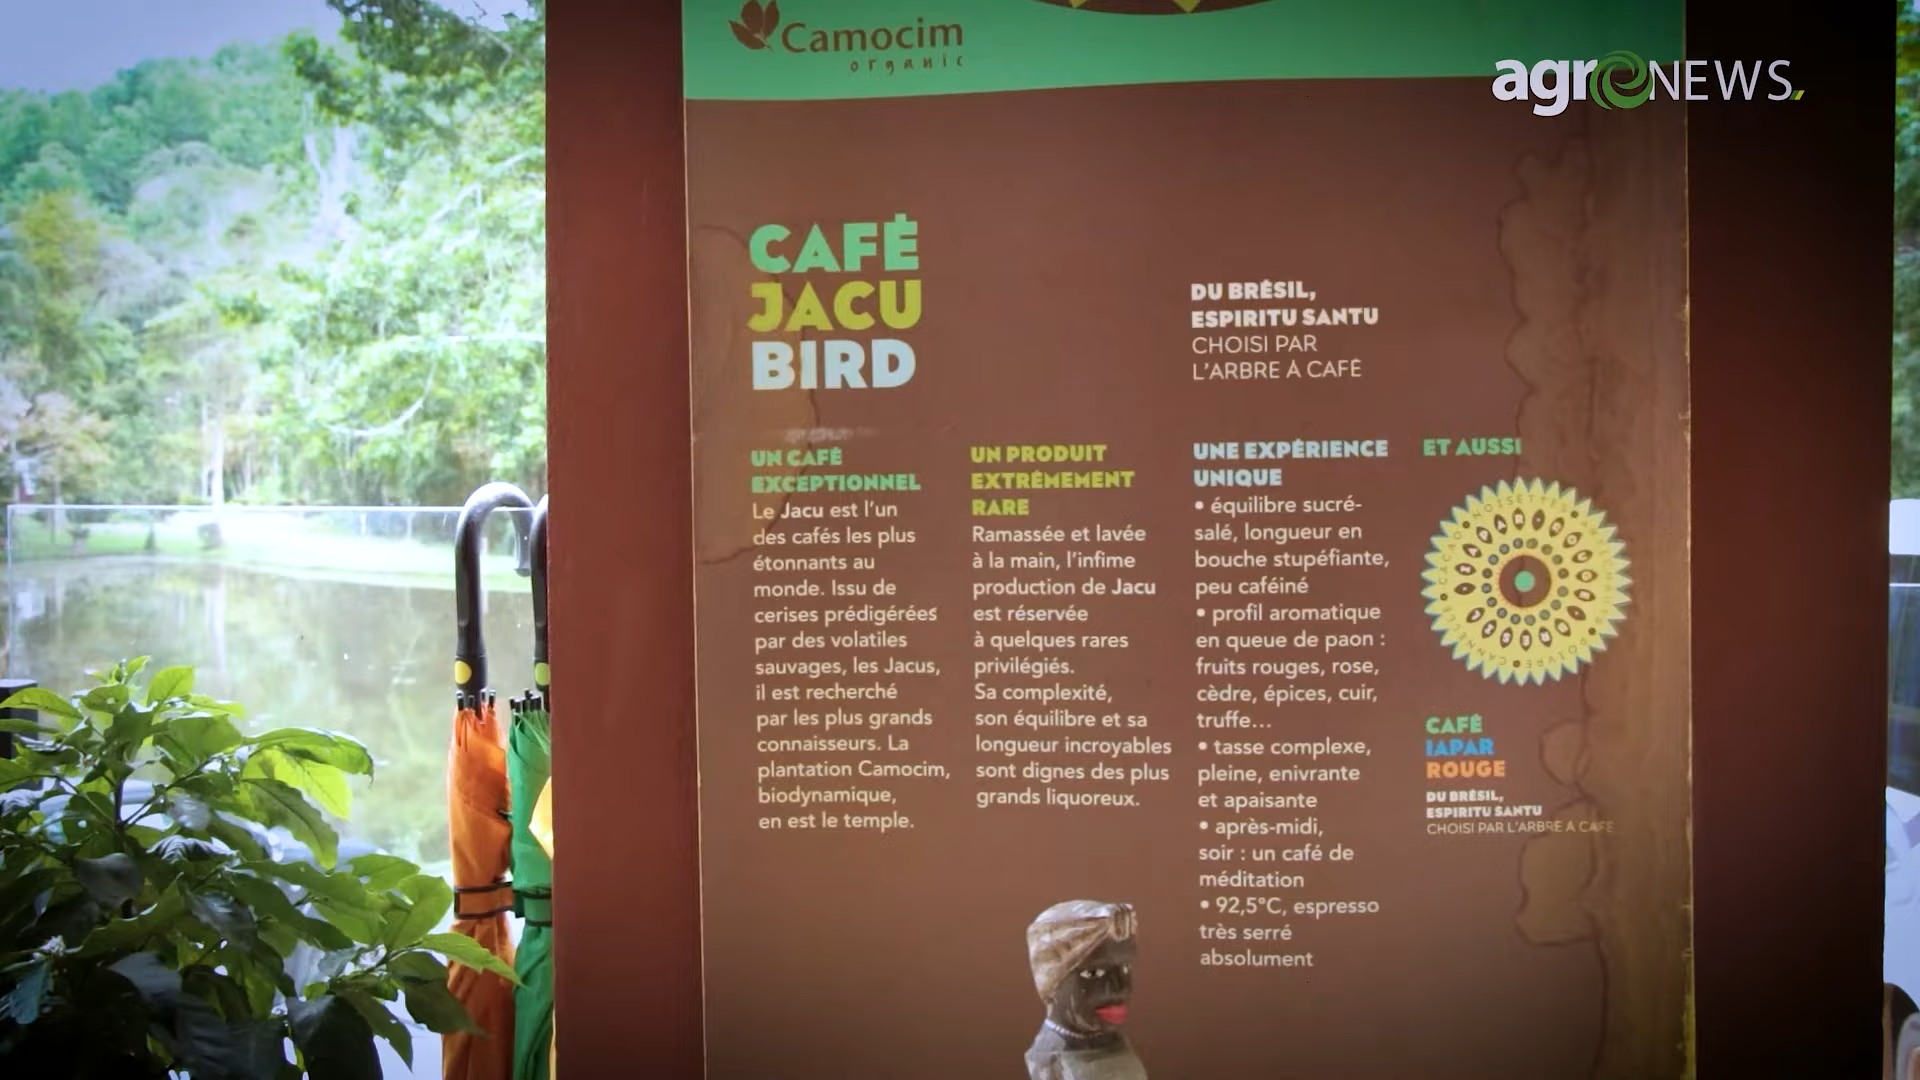 Camocim
organic
agroNEWS
CAFÉ
JACU
BIRD
DU BRÉSIL,
ESPIRITU SANTU
CHOISI PAR
L'ARBRE À CAFÉ
UN CAFÉ
EXCEPTIONNEL
Le Jacu est l'un
des cafés les plus
étonnants au
monde. Issu de
cerises prédigérées
par des volatiles
sauvages, les Jacus,
il est recherché
par les plus grands
connaisseurs. La
plantation Camocim,
biodynamique,
en est le temple.
UN PRODUIT
EXTRÊMEMENT
RARE
Ramassée et lavée
à la main, l'infime
production de Jacu
est réservée
à quelques rares
privilégiés.
Sa complexité,
son équilibre et sa
longueur incroyables
sont dignes des plus
grands liquoreux.
UNE EXPÉRIENCE
UNIQUE
• équilibre sucré-
salé, longueur en
bouche stupéfiante,
peu caféiné
• profil aromatique
en queue de paon :
fruits rouges, rose,
cèdre, épices, cuir,
truffe...
• tasse complexe,
pleine, enivrante
et apaisante
• après-midi,
soir : un café de
méditation
• 92,5°C, espresso
très serré
absolument
ET AUSSI
CAFÉ
IAPAR
ROUGE
DU BRÉSIL,
ESPIRITU SANTU
CHOISI PAR L'ARBRE À CAFÉ